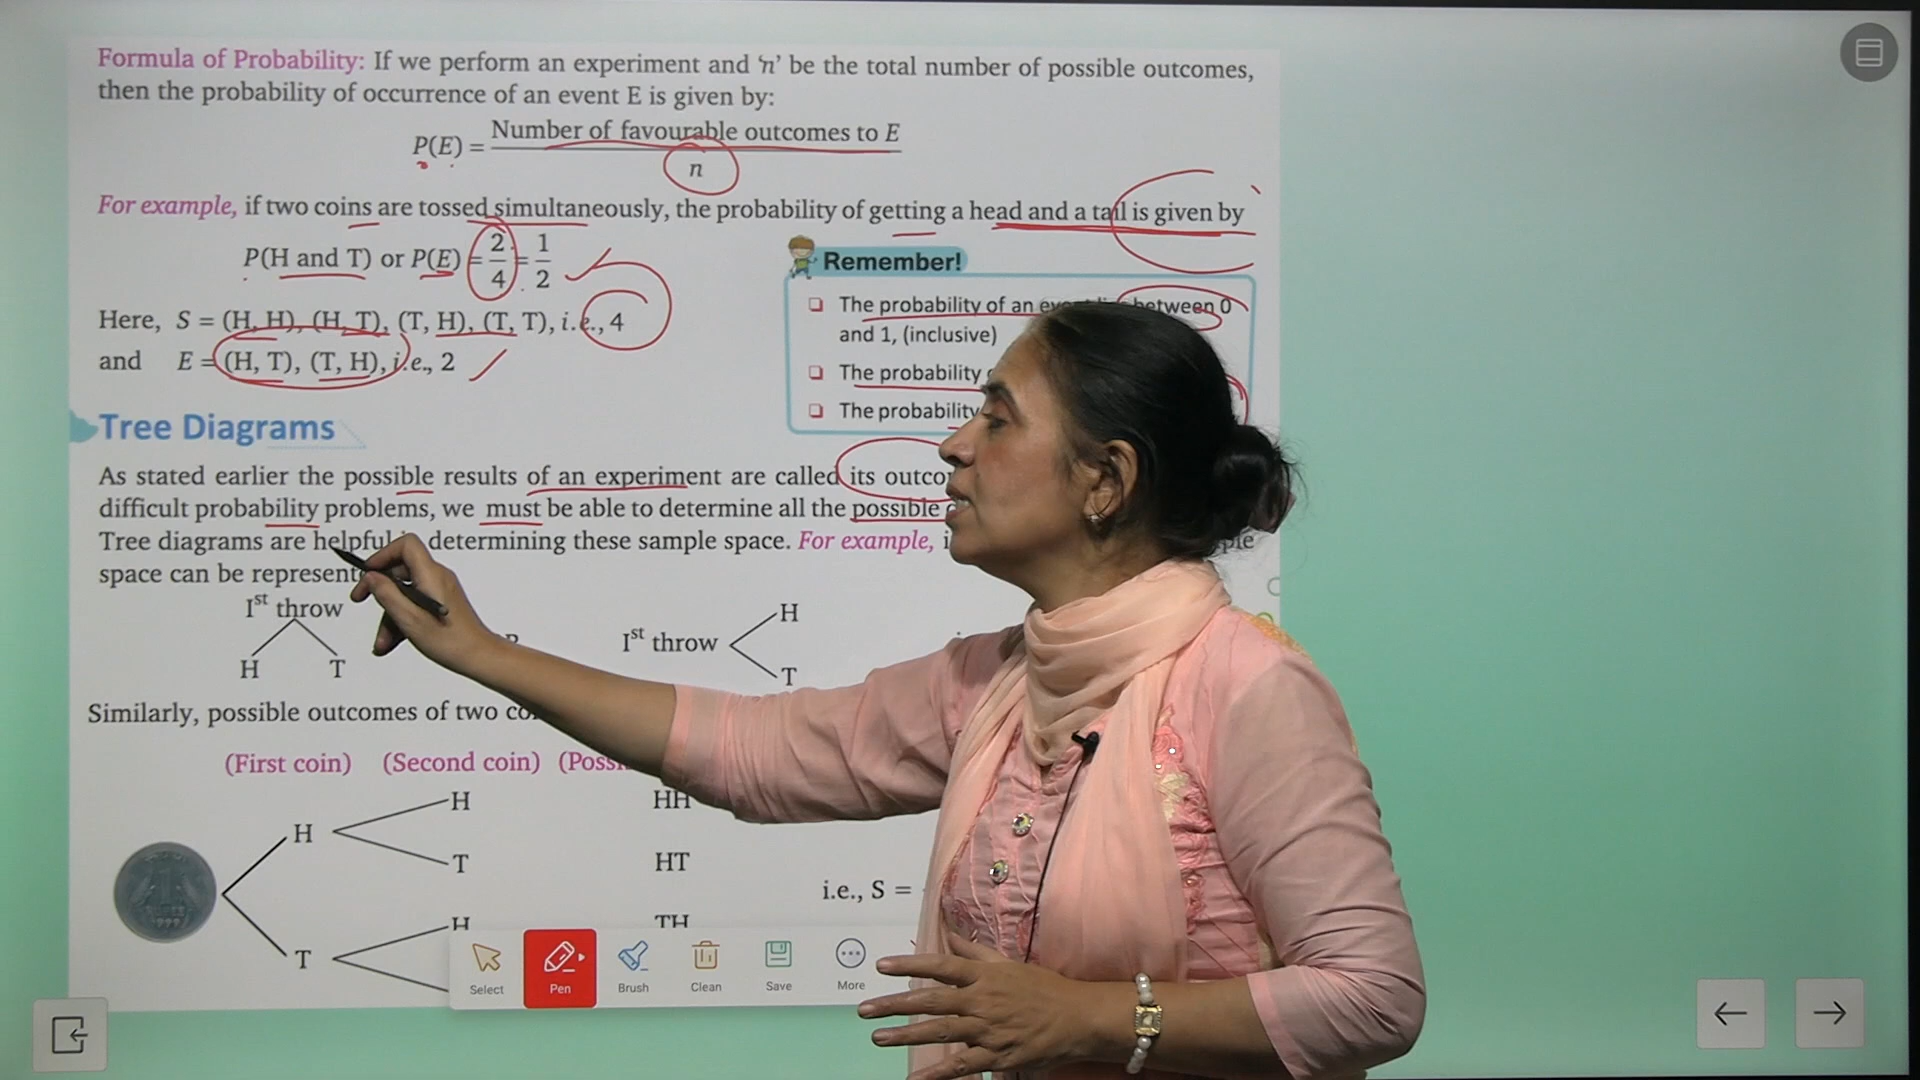 Formula of Probability: If we perform an experiment and ‘n’ be the total number of possible outcomes,
then the probability of occurrence of an event E is given by:
P(E) = Number of favourable outcomes to E
n
For example, if two coins are tossed simultaneously, the probability of getting a head and a tail is given by
P(H and T) or P(E) = 2/4 = 1/2
Here, S = (H, H), (H, T), (T, H), (T, T), i.e., 4
and E = (H, T), (T, H), i.e., 2
Remember!
The probability of an between 0
and 1, (inclusive)
The probability
The probability
Tree Diagrams
As stated earlier the possible results of an experiment are called its
difficult probability problems, we must be able to determine all the possible
Tree diagrams are helpful determining these sample space. For example,
space can be
Ist throw
H T
Ist throw
H
T
Similarly, possible outcomes of two
(First coin) (Second coin)
H
H
T
T
H
HH
HT
TH
i.e., S =
Select
Pen
Brush
Clean
Save
More